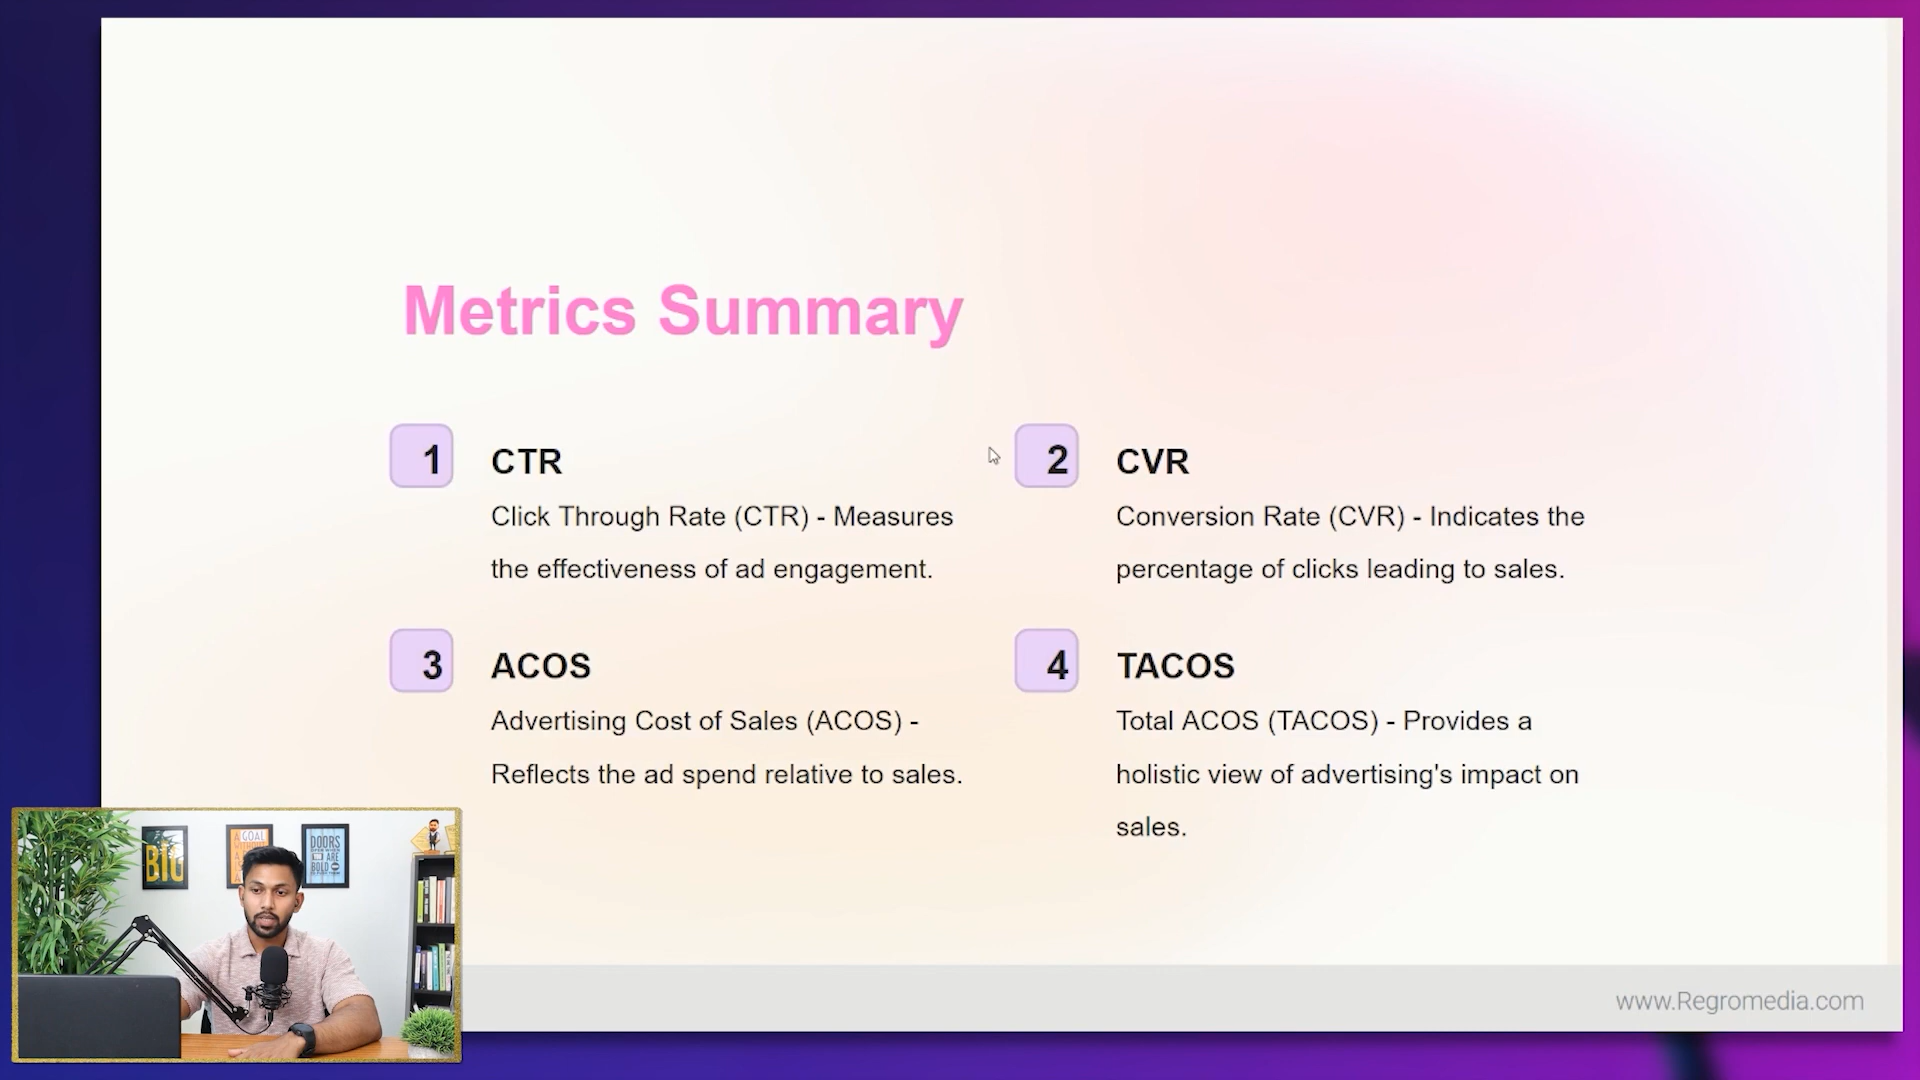 Metrics Summary
1
CTR
Click Through Rate (CTR) - Measures
the effectiveness of ad engagement.
2
CVR
Conversion Rate (CVR) - Indicates the
percentage of clicks leading to sales.
3
ACOS
Advertising Cost of Sales (ACOS) -
Reflects the ad spend relative to sales.
4
TACOS
Total ACOS (TACOS) - Provides a
holistic view of advertising's impact on
sales.
BIG
A GOAL
DOORS
ARE
BOLD
www.Regromedia.com